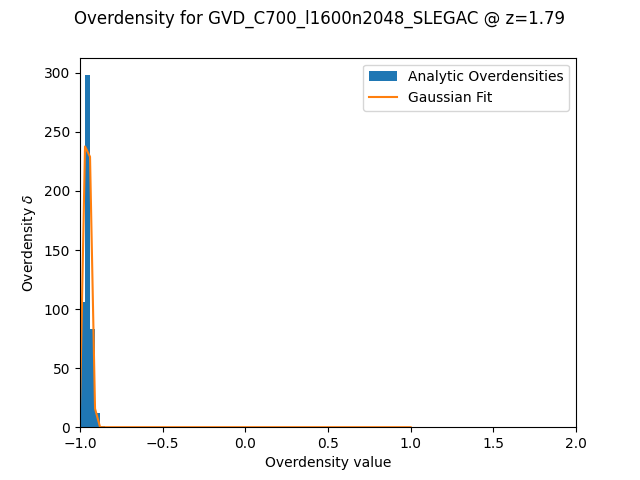 Overdensity for GVD_C700_l1600n2048_SLEGAC @ z=1.79
Analytic Overdensities
Gaussian Fit
300
250
200
150
100
50
0
Overdensity δ
−1.0 −0.5 0.0 0.5 1.0 1.5 2.0
Overdensity value